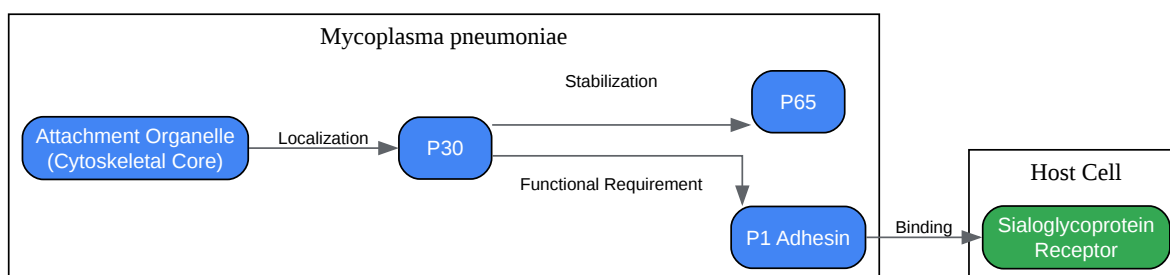 Mycoplasma pneumoniae
Stabilization
P65
Attachment Organelle
(Cytoskeletal Core)
Localization
P30
Functional Requirement
P1 Adhesin
Binding
Host Cell
Sialoglycoprotein
Receptor